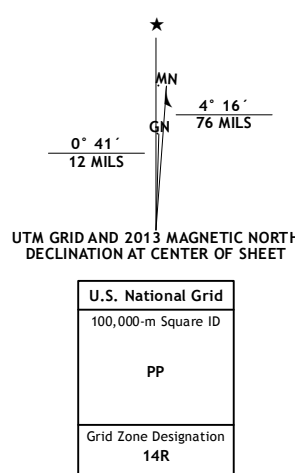 ★
MN
4° 16´
76 MILS
GN
0° 41´
12 MILS
UTM GRID AND 2013 MAGNETIC NORTH
DECLINATION AT CENTER OF SHEET
U.S. National Grid
100,000-m Square ID
PP
Grid Zone Designation
14R